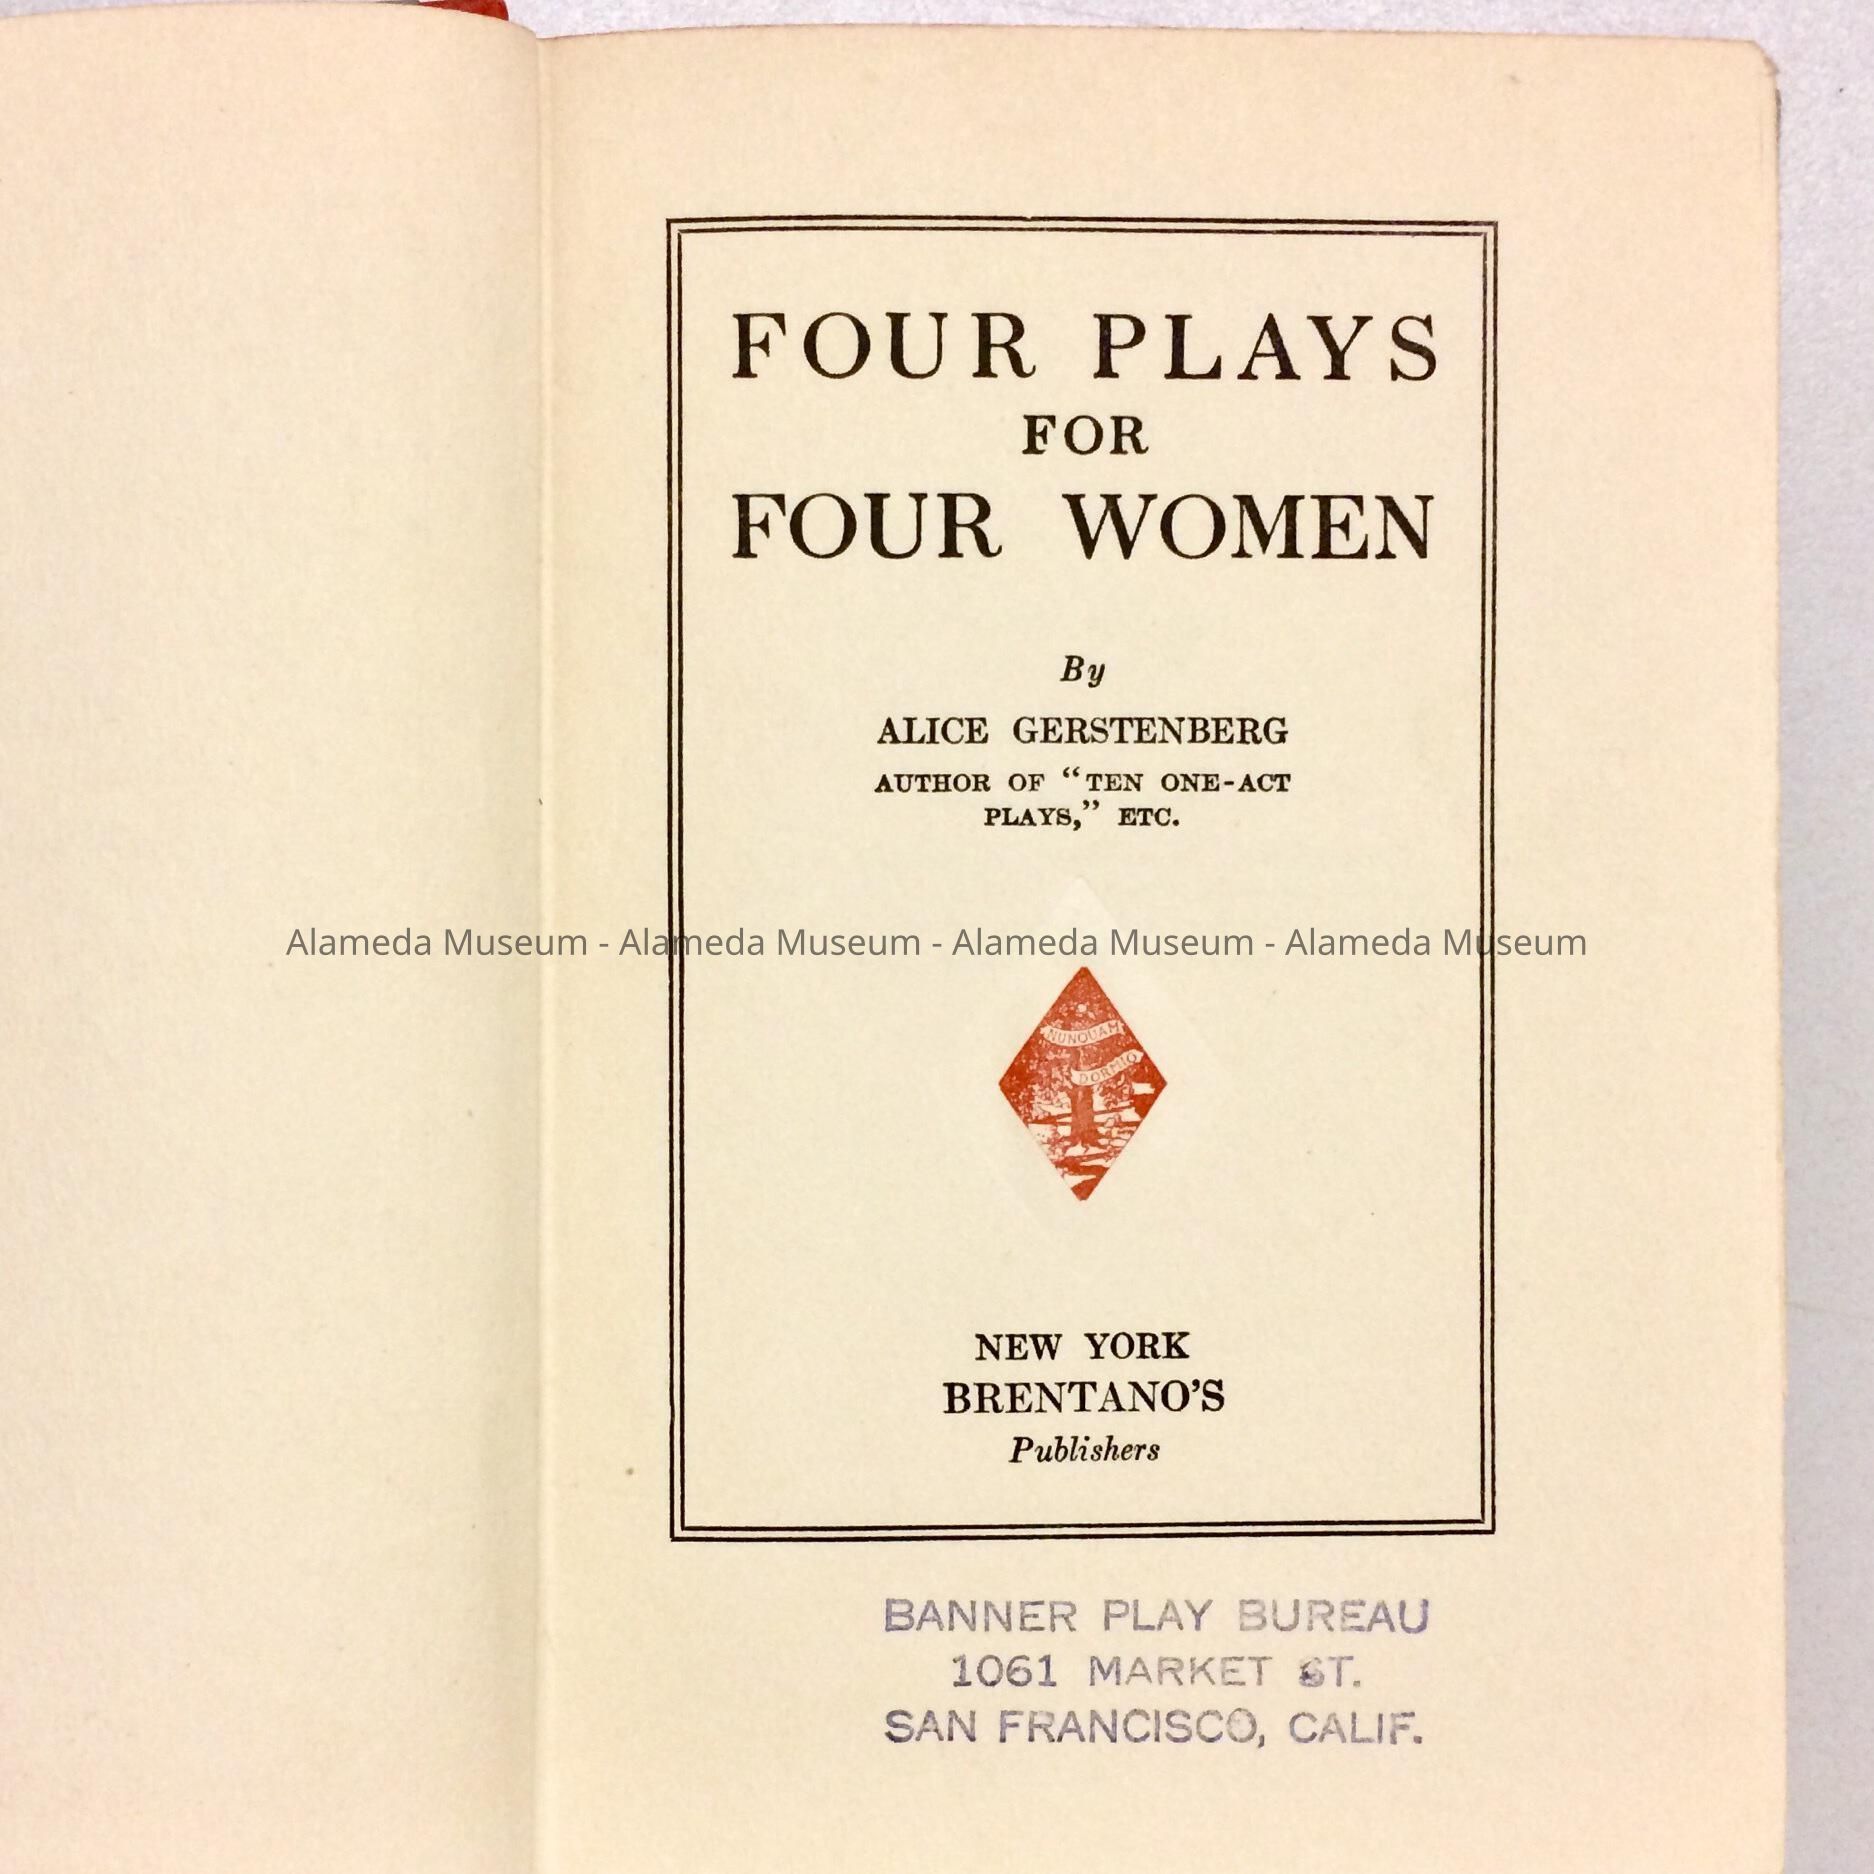 FOUR PLAYS
FOR
FOUR WOMEN
By
ALICE GERSTENBERG
AUTHOR OF “TEN ONE-ACT
PLAYS,” ETC.
Alameda Museum - Alameda Museum - Alameda Museum - Alameda Museum
NUNQUAM
DORMIO
NEW YORK
BRENTANO’S
Publishers
BANNER PLAY BUREAU
1061 MARKET ST.
SAN FRANCISCO, CALIF.